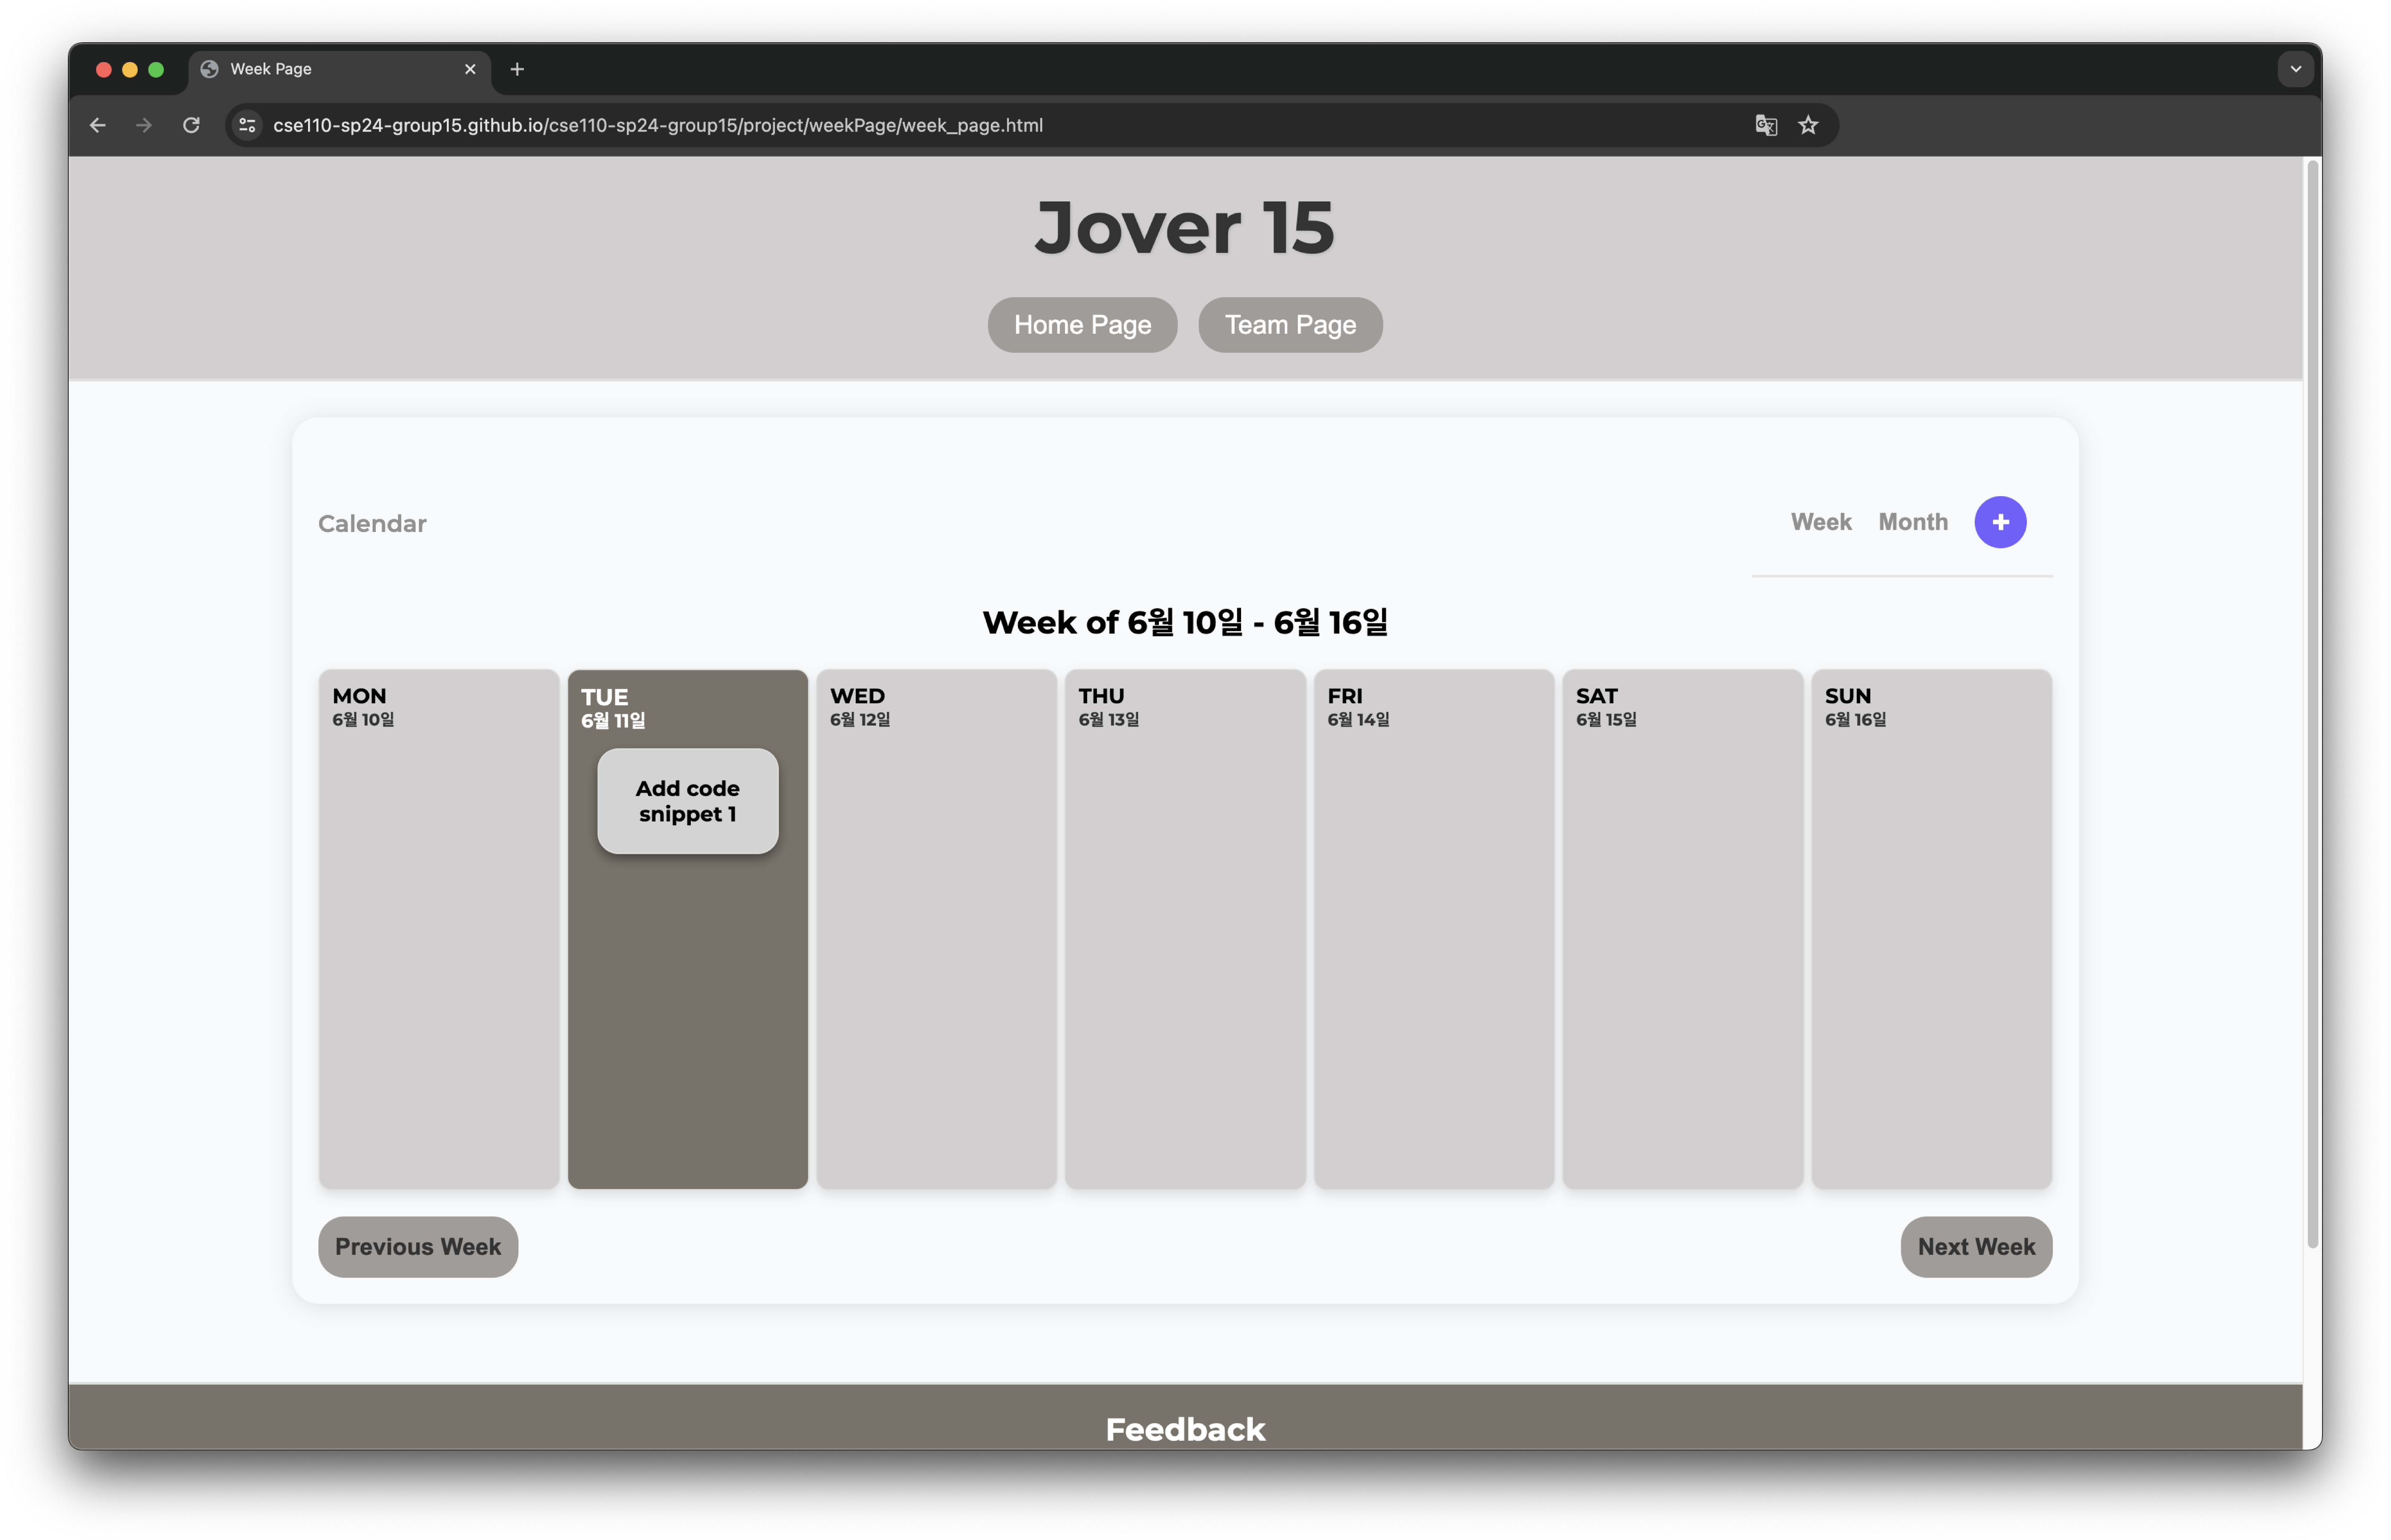 Week Page
cse110-sp24-group15.github.io/cse110-sp24-group15/project/weekPage/week_page.html
Jover 15
Home Page Team Page
Calendar
Week Month +
Week of 6월 10일 - 6월 16일
MON
6월 10일
TUE
6월 11일
Add code
snippet 1
WED
6월 12일
THU
6월 13일
FRI
6월 14일
SAT
6월 15일
SUN
6월 16일
Previous Week
Next Week
Feedback